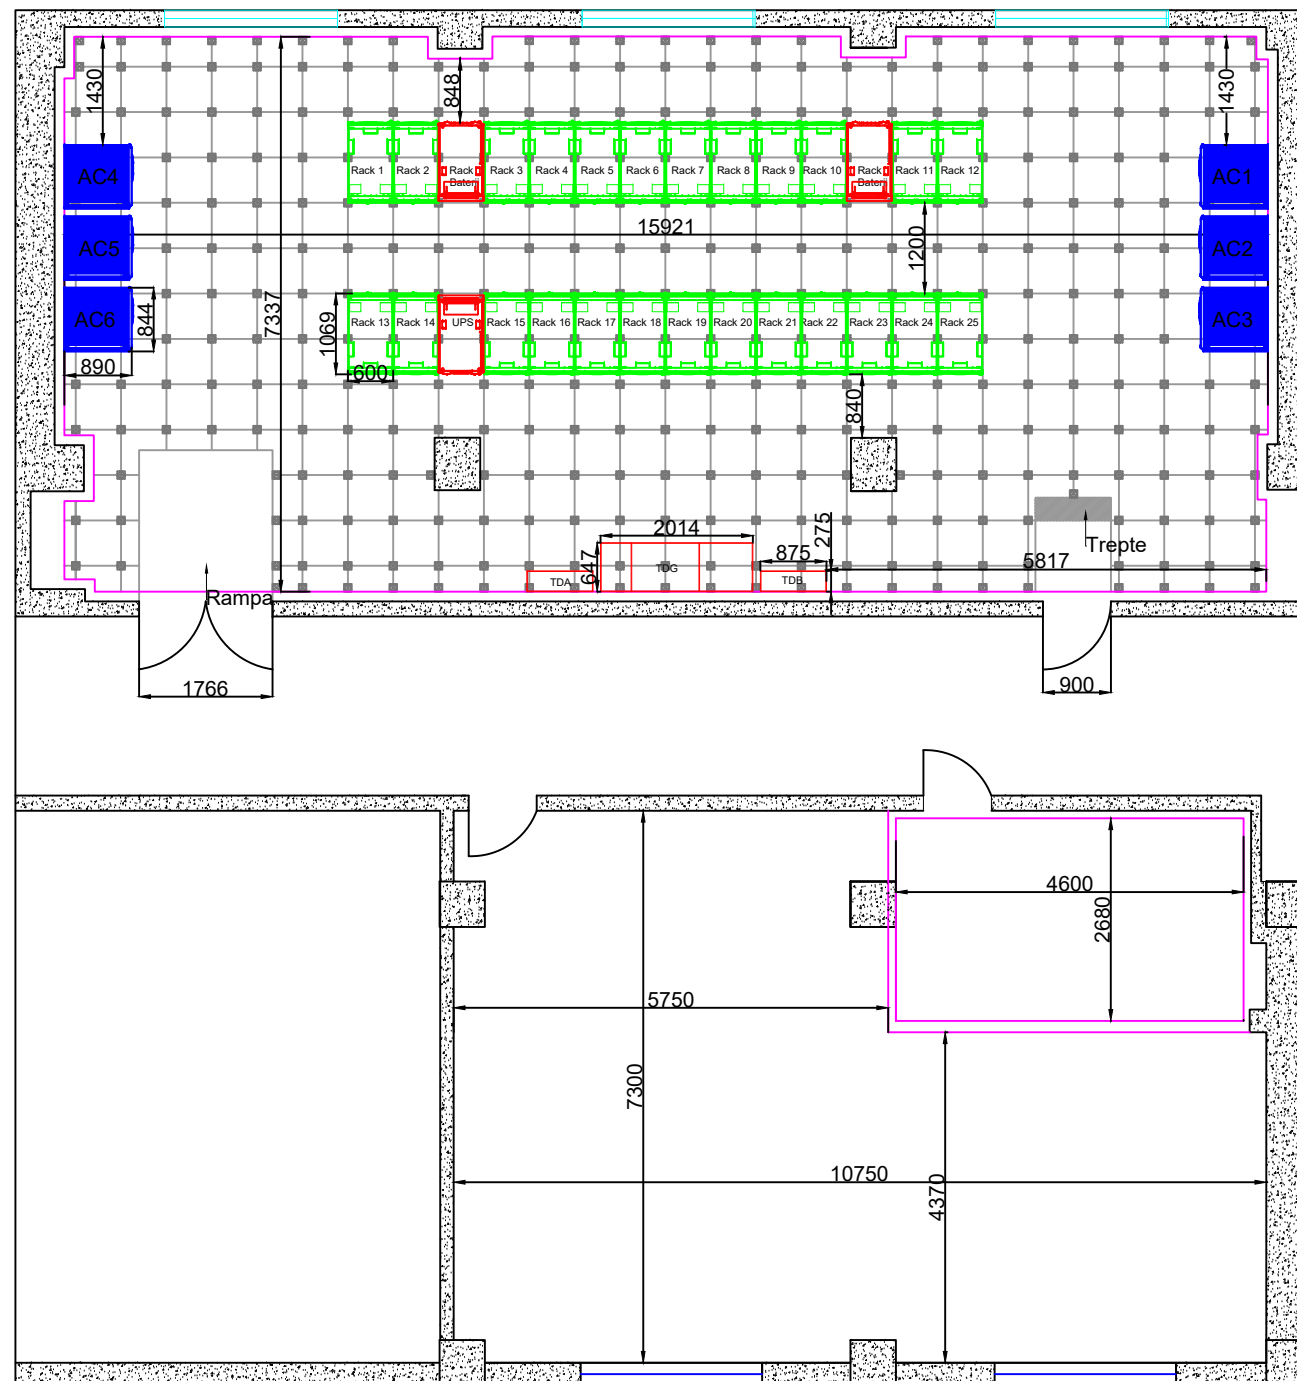 1430
848
1430
Rack 1
Rack 2
Rack
Baterii
Rack 3
Rack 4
Rack 5
Rack 6
Rack 7
Rack 8
Rack 9
Rack 10
Rack
Baterii
Rack 11
Rack 12
AC4
AC1
15921
1200
AC5
AC2
7337
AC6
844
AC3
1069
Rack 13
Rack 14
UPS
Rack 15
Rack 16
Rack 17
Rack 18
Rack 19
Rack 20
Rack 21
Rack 22
Rack 23
Rack 24
Rack 25
890
600
840
2014
275
647
875
5817
Trepte
TDA
TDG
TDB
Rampa
1766
900
4600
2680
5750
7300
10750
4370